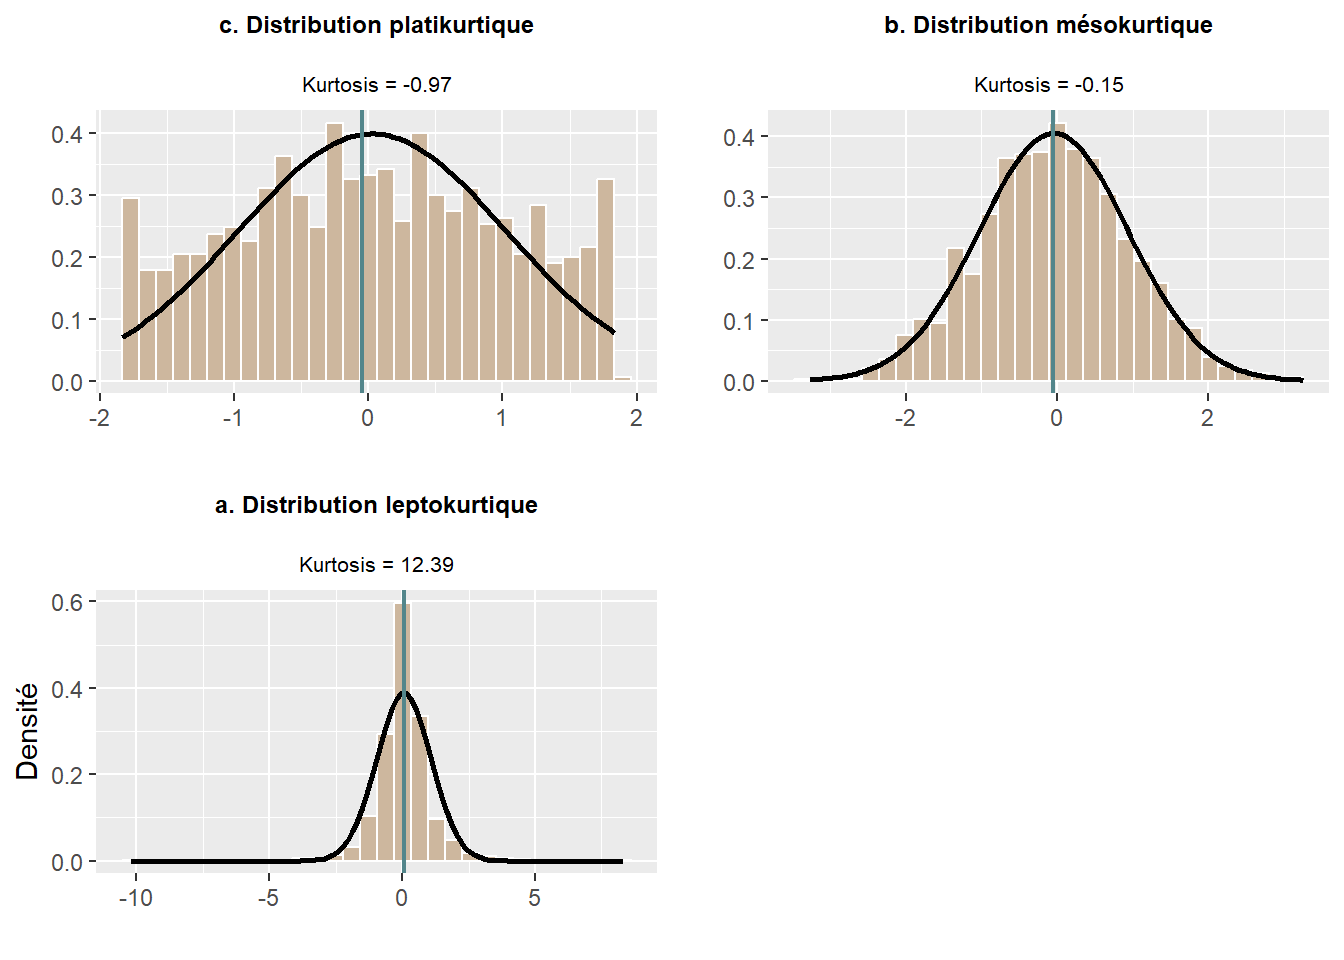 c. Distribution platikurtique
Kurtosis = -0.97
0.4
0.3
0.2
0.1
0.0
-2 -1 0 1 2
b. Distribution mésokurtique
Kurtosis = -0.15
0.4
0.3
0.2
0.1
0.0
-2 0 2
a. Distribution leptokurtique
Kurtosis = 12.39
Densité
0.6
0.4
0.2
0.0
-10 -5 0 5